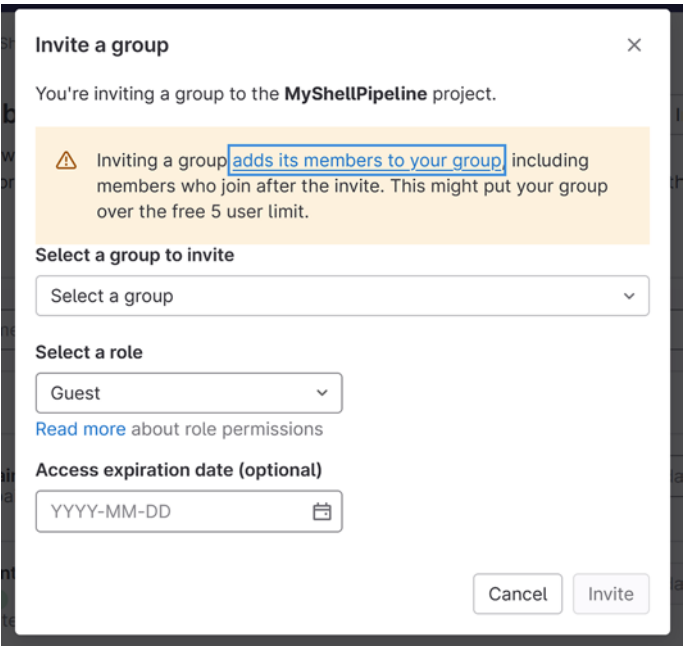 Invite a group
You're inviting a group to the MyShellPipeline project.
Inviting a group adds its members to your group, including
members who join after the invite. This might put your group
over the free 5 user limit.
Select a group to invite
Select a group
Select a role
Guest
Read more about role permissions
Access expiration date (optional)
YYYY-MM-DD
Cancel
Invite